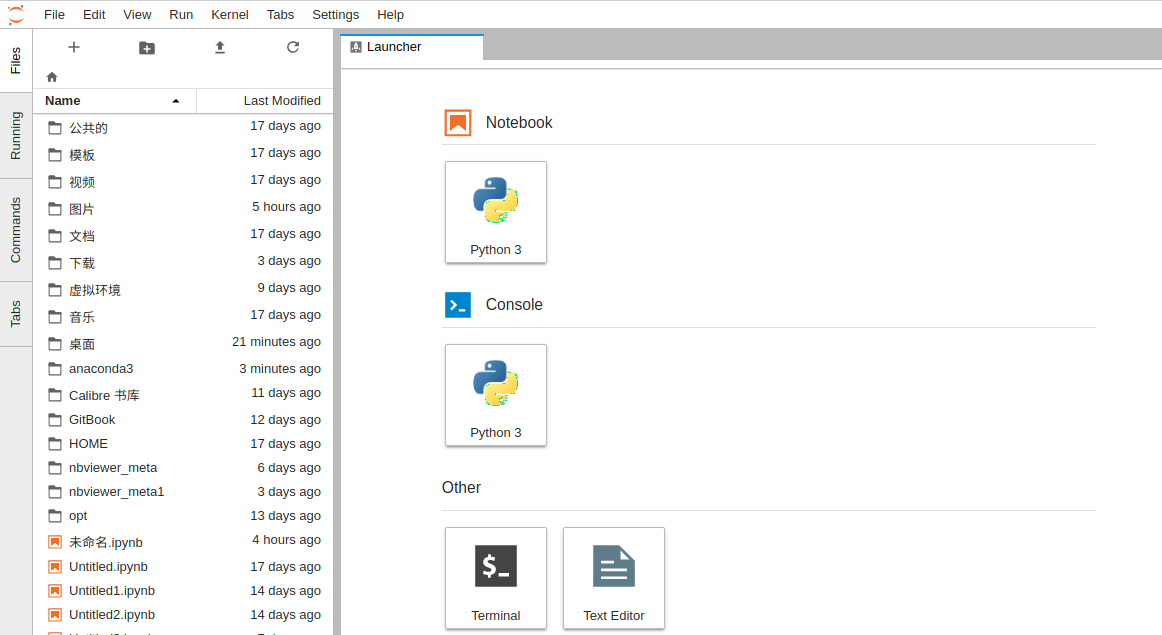 File Edit View Run Kernel Tabs Settings Help
Files
Running
Commands
Tabs
Name Last Modified
公共的 17 days ago
模板 17 days ago
视频 17 days ago
图片 5 hours ago
文档 17 days ago
下载 3 days ago
虚拟环境 9 days ago
音乐 17 days ago
桌面 21 minutes ago
anaconda3 3 minutes ago
Calibre 书库 11 days ago
GitBook 12 days ago
HOME 17 days ago
nbviewer_meta 6 days ago
nbviewer_meta1 3 days ago
opt 13 days ago
未命名.ipynb 4 hours ago
Untitled.ipynb 17 days ago
Untitled1.ipynb 14 days ago
Untitled2.ipynb 14 days ago
Launcher
Notebook
Python 3
Console
Python 3
Other
$_
Terminal
Text Editor